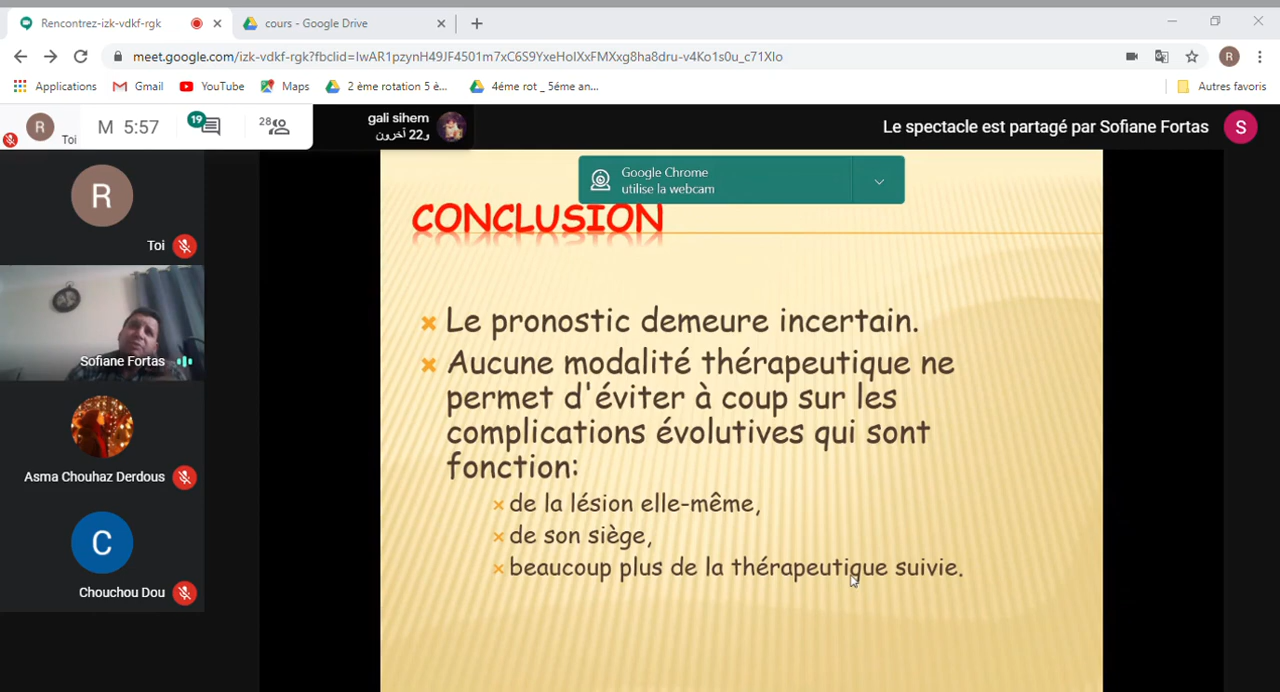 Rencontrez-izk-vdkf-rgk
cours - Google Drive
meet.google.com/izk-vdkf-rgk?fbclid=IwAR1pzynH49JF4501m7xC6S9YxeHoIXxFMXxg8ha8dru-v4Ko1s0u_c71XIo
R
Applications
Gmail
YouTube
Maps
2 ème rotation 5 è...
4éme rot _ 5éme an...
Autres favoris
R
Toi
M 5:57
19
28
gali sihem
و22 آخرون
Le spectacle est partagé par Sofiane Fortas
S
Google Chrome
utilise la webcam
R
Toi
Sofiane Fortas
Asma Chouhaz Derdous
C
Chouchou Dou
CONCLUSION
Le pronostic demeure incertain.
Aucune modalité thérapeutique ne
permet d'éviter à coup sur les
complications évolutives qui sont
fonction:
de la lésion elle-même,
de son siège,
beaucoup plus de la thérapeutique suivie.